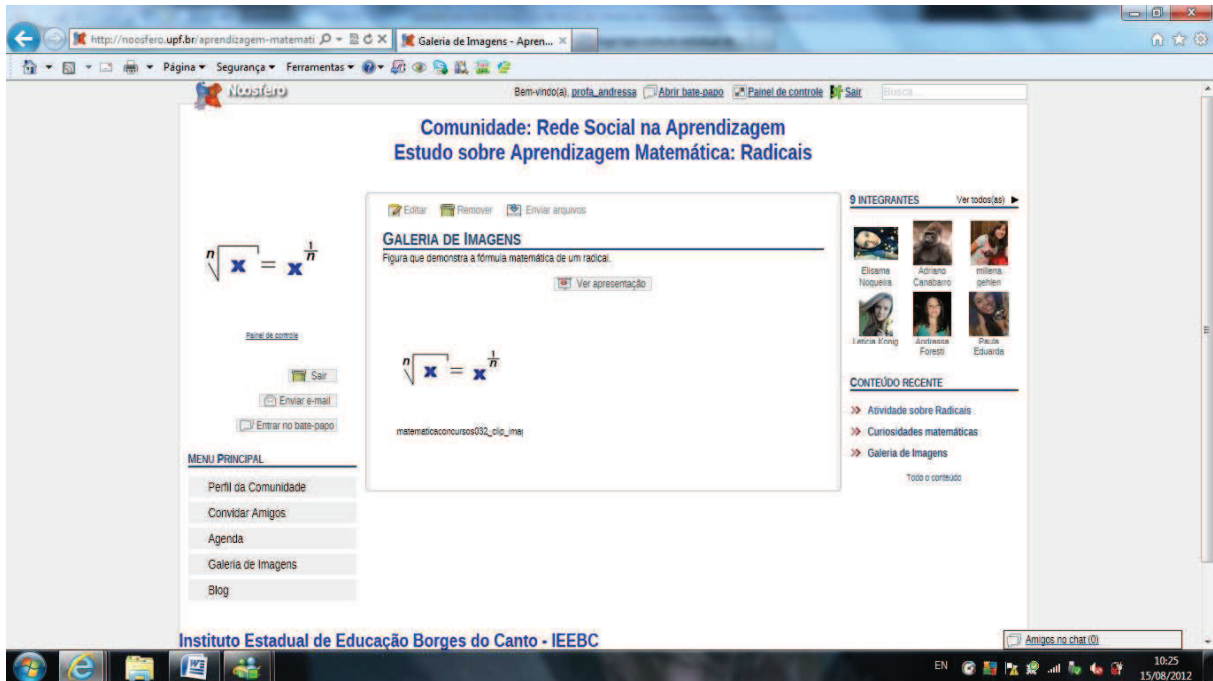 http://noosfero.upf.br/aprendizagem-matemati
Galeria de Imagens - Apren...
Página Segurança Ferramentas
Noosfero
Bem-vindo(a), profa_andressa Abrir bate-papo Painel de controle Sair Busca...
Comunidade: Rede Social na Aprendizagem
Estudo sobre Aprendizagem Matemática: Radicais
n√x = x^1/n
Painel de controle
Sair
Enviar e-mail
Entrar no bate-papo
MENU PRINCIPAL
Perfil da Comunidade
Convidar Amigos
Agenda
Galeria de Imagens
Blog
Editar Remover Enviar arquivos
GALERIA DE IMAGENS
Figura que demonstra a fórmula matemática de um radical.
Ver apresentação
n√x = x^1/n
matematicaconcursos032_clip_ima
9 INTEGRANTES Ver todos(as)
Elisama Nogueira
Adriano Canabarro
milena gehlen
Leticia Konig
Andressa Foresti
Paula Eduarda
CONTEÚDO RECENTE
Atividade sobre Radicais
Curiosidades matemáticas
Galeria de Imagens
Todo o conteúdo
Instituto Estadual de Educação Borges do Canto - IEEBC
Amigos no chat (0)
EN
10:25
15/08/2012